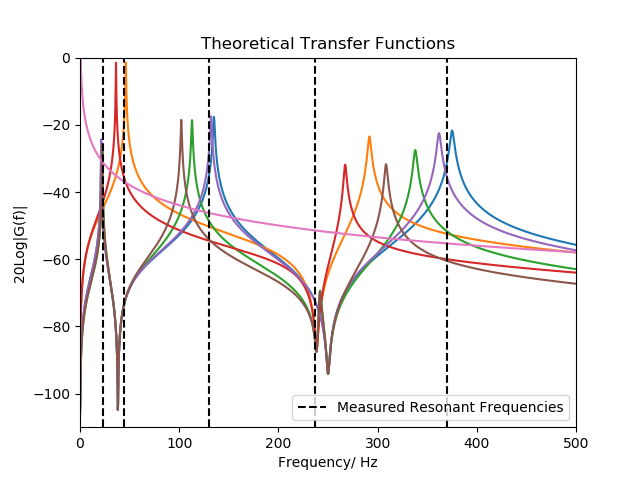 Theoretical Transfer Functions
20Log|G(f)|
0
−20
−40
−60
−80
−100
0 100 200 300 400 500
Frequency/ Hz
Measured Resonant Frequencies